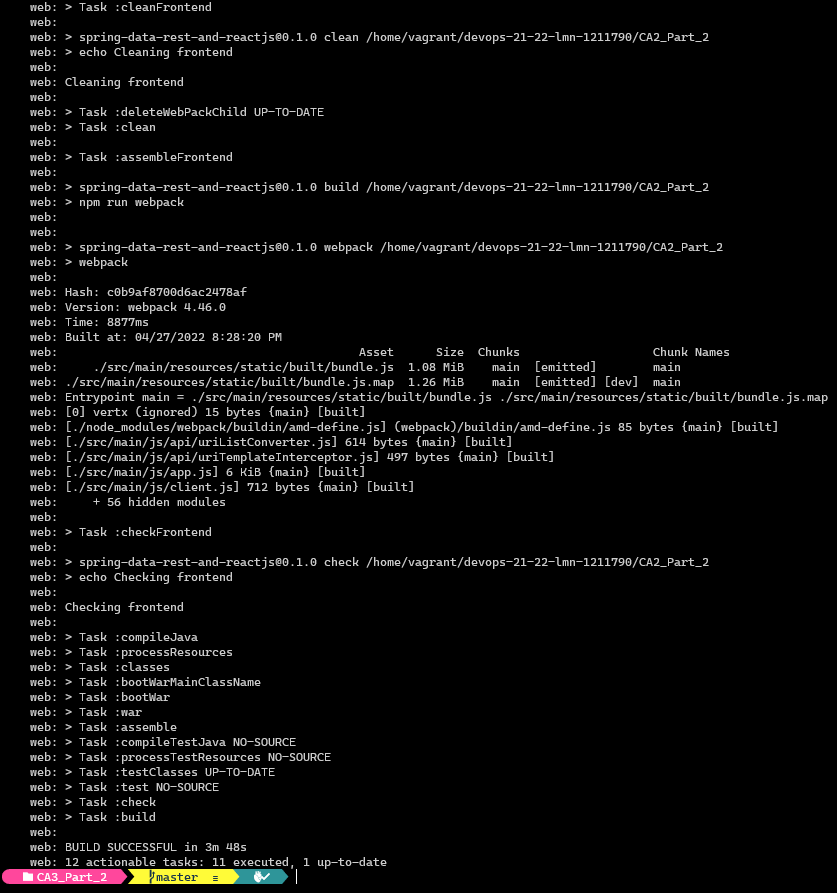 web: > Task :cleanFrontend
web:
web: > spring-data-rest-and-reactjs@0.1.0 clean /home/vagrant/devops-21-22-lmn-1211790/CA2_Part_2
web: > echo Cleaning frontend
web:
web: Cleaning frontend
web:
web: > Task :deleteWebPackChild UP-TO-DATE
web: > Task :clean
web:
web: > Task :assembleFrontend
web:
web: > spring-data-rest-and-reactjs@0.1.0 build /home/vagrant/devops-21-22-lmn-1211790/CA2_Part_2
web: > npm run webpack
web:
web:
web: > spring-data-rest-and-reactjs@0.1.0 webpack /home/vagrant/devops-21-22-lmn-1211790/CA2_Part_2
web: > webpack
web:
web: Hash: c0b9af8700d6ac2478af
web: Version: webpack 4.46.0
web: Time: 8877ms
web: Built at: 04/27/2022 8:28:20 PM
web:                                           Asset      Size  Chunks                   Chunk Names
web:     ./src/main/resources/static/built/bundle.js  1.08 MiB    main  [emitted]        main
web: ./src/main/resources/static/built/bundle.js.map  1.26 MiB    main  [emitted] [dev]  main
web: Entrypoint main = ./src/main/resources/static/built/bundle.js ./src/main/resources/static/built/bundle.js.map
web: [0] vertx (ignored) 15 bytes {main} [built]
web: [./node_modules/webpack/buildin/amd-define.js] (webpack)/buildin/amd-define.js 85 bytes {main} [built]
web: [./src/main/js/api/uriListConverter.js] 614 bytes {main} [built]
web: [./src/main/js/api/uriTemplateInterceptor.js] 497 bytes {main} [built]
web: [./src/main/js/app.js] 6 KiB {main} [built]
web: [./src/main/js/client.js] 712 bytes {main} [built]
web:     + 56 hidden modules
web:
web: > Task :checkFrontend
web:
web: > spring-data-rest-and-reactjs@0.1.0 check /home/vagrant/devops-21-22-lmn-1211790/CA2_Part_2
web: > echo Checking frontend
web:
web: Checking frontend
web:
web: > Task :compileJava
web: > Task :processResources
web: > Task :classes
web: > Task :bootWarMainClassName
web: > Task :bootWar
web: > Task :war
web: > Task :assemble
web: > Task :compileTestJava NO-SOURCE
web: > Task :processTestResources NO-SOURCE
web: > Task :testClasses UP-TO-DATE
web: > Task :test NO-SOURCE
web: > Task :check
web: > Task :build
web:
web: BUILD SUCCESSFUL in 3m 48s
web: 12 actionable tasks: 11 executed, 1 up-to-date
CA3_Part_2 master ≡